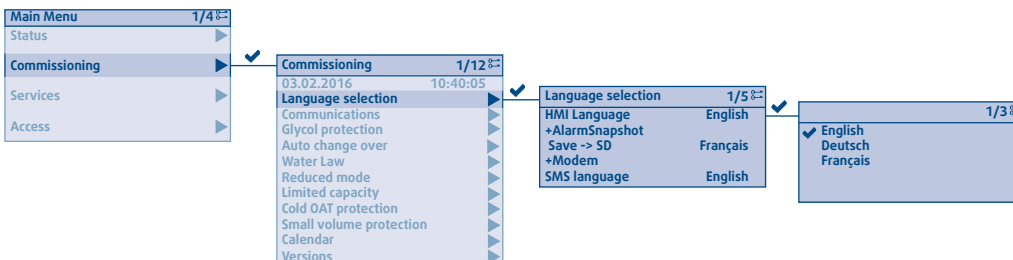 Main Menu 1/4
Status
Commissioning
Services
Access
Commissioning 1/12
03.02.2016 10:40:05
Language selection
Communications
Glycol protection
Auto change over
Water Law
Reduced mode
Limited capacity
Cold OAT protection
Small volume protection
Calendar
Versions
Language selection 1/5
HMI Language English
+AlarmSnapshot
Save -> SD Français
+Modem
SMS language English
1/3
English
Deutsch
Français